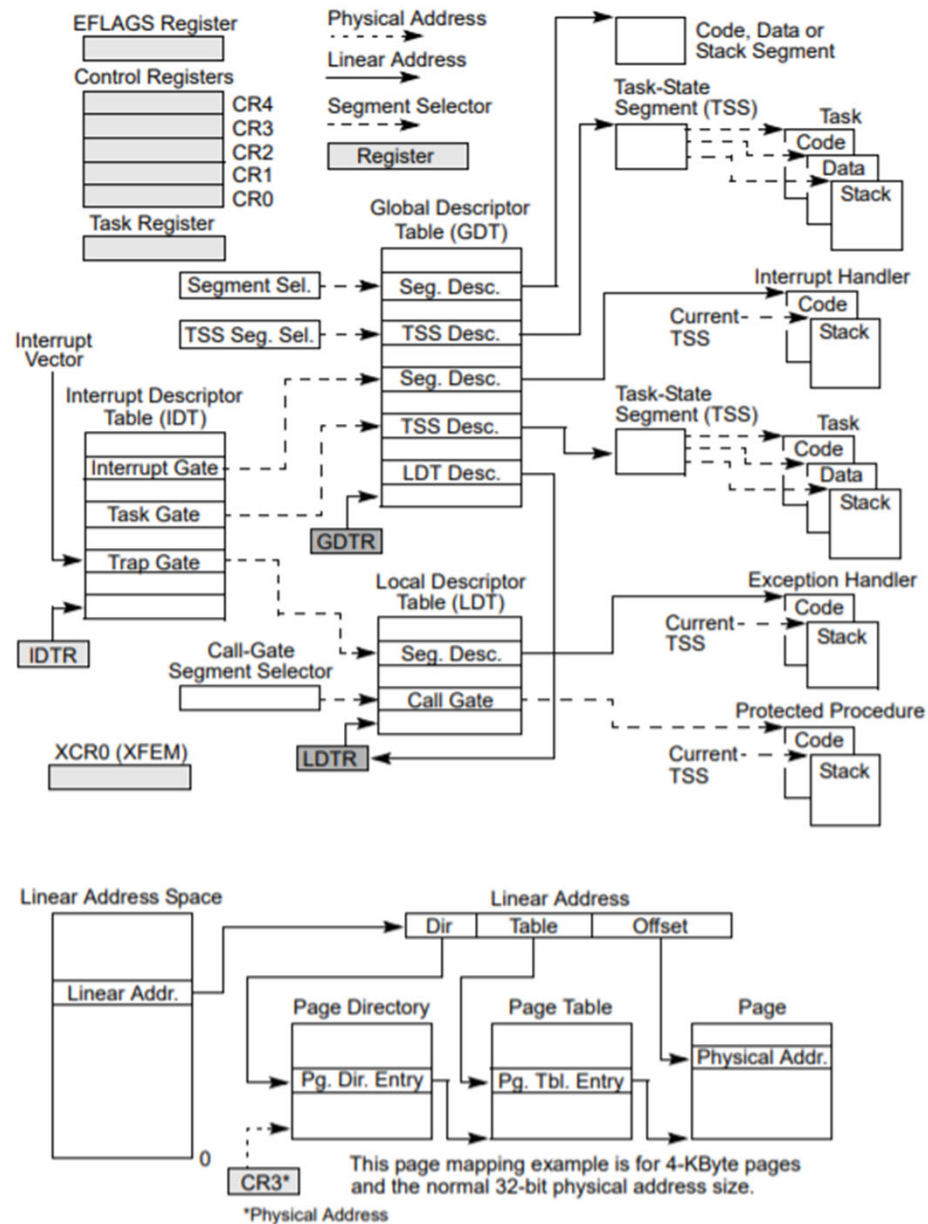 EFLAGS Register
Control Registers
CR4
CR3
CR2
CR1
CR0
Task Register
Physical Address
Linear Address
Segment Selector
Register
Code, Data or
Stack Segment
Task-State
Segment (TSS)
Task
Code
Data
Stack
Global Descriptor
Table (GDT)
Segment Sel.
Seg. Desc.
TSS Seg. Sel.
TSS Desc.
Seg. Desc.
TSS Desc.
LDT Desc.
GDTR
Interrupt Handler
Code
Current
TSS
Stack
Interrupt
Vector
Interrupt Descriptor
Table (IDT)
Interrupt Gate
Task Gate
Trap Gate
IDTR
Task-State
Segment (TSS)
Task
Code
Data
Stack
Local Descriptor
Table (LDT)
Seg. Desc.
Call Gate
LDTR
Call-Gate
Segment Selector
Exception Handler
Code
Current
TSS
Stack
Protected Procedure
Code
Current
TSS
Stack
XCR0 (XFEM)
Linear Address Space
Linear Addr.
0
Linear Address
Dir
Table
Offset
Page Directory
Pg. Dir. Entry
Page Table
Pg. Tbl. Entry
Page
Physical Addr.
CR3*
This page mapping example is for 4-KByte pages
and the normal 32-bit physical address size.
*Physical Address